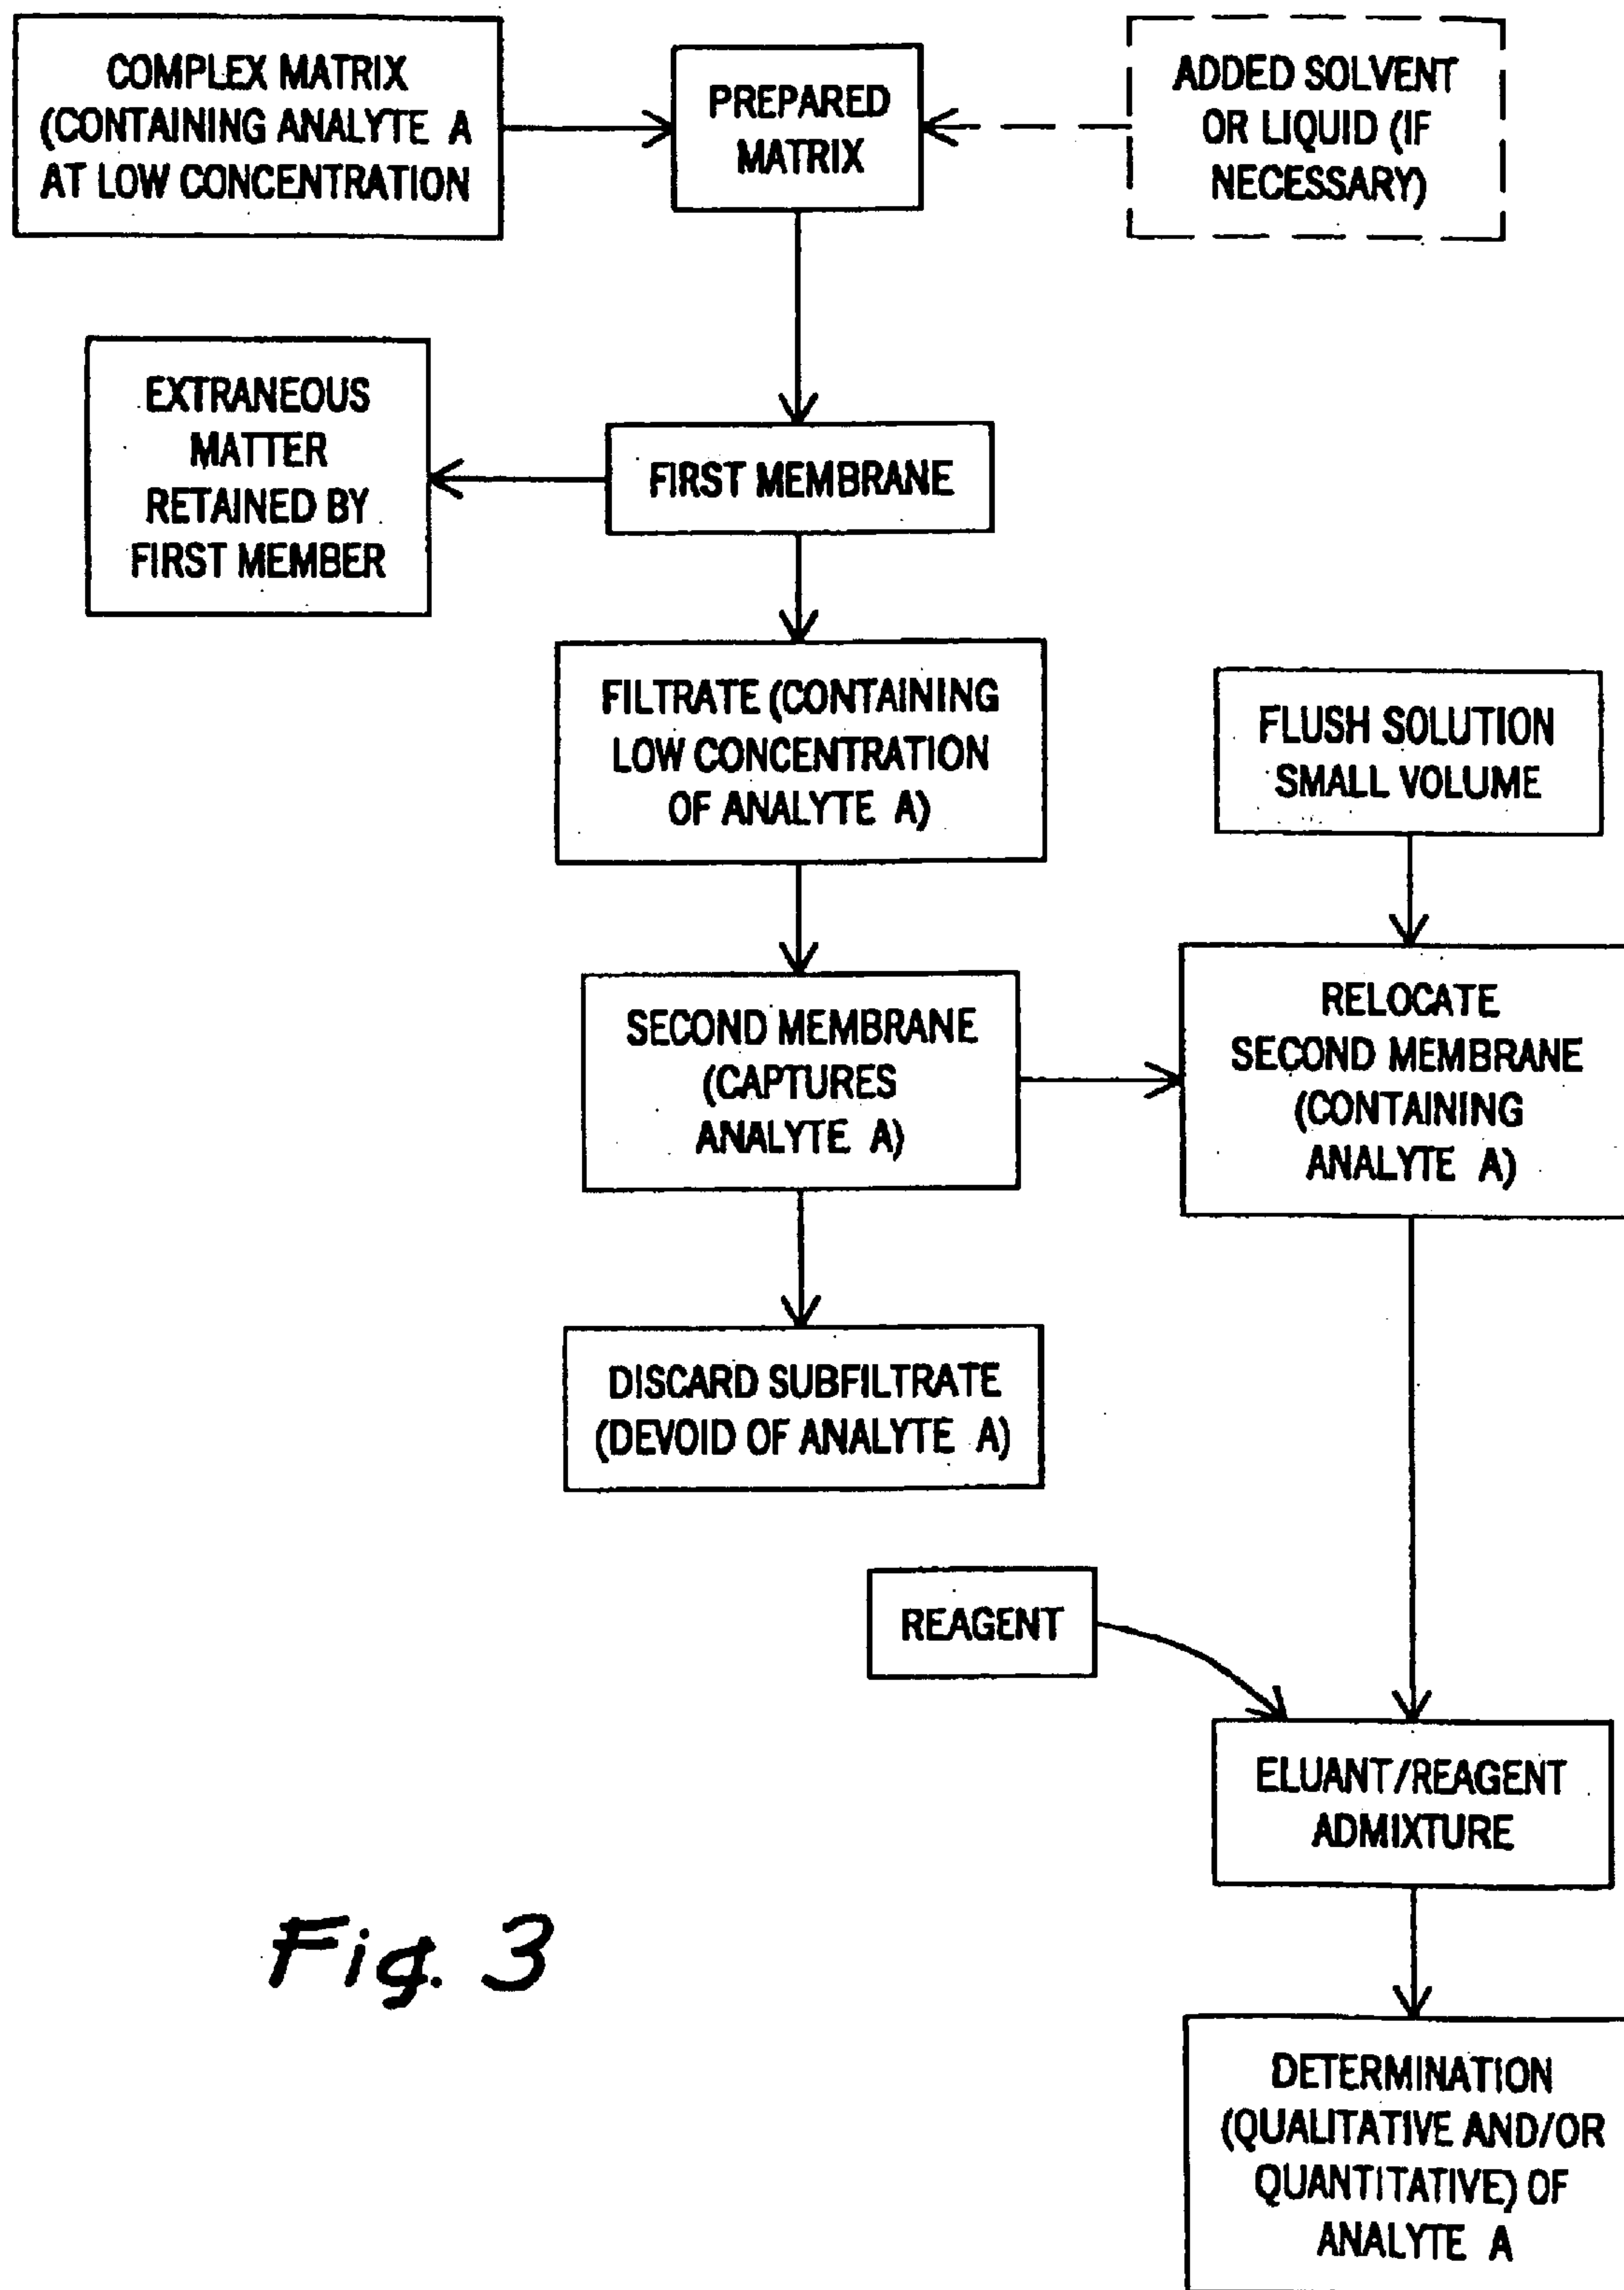 COMPLEX MATRIX
(CONTAINING ANALYTE A
AT LOW CONCENTRATION
PREPARED
MATRIX
ADDED SOLVENT
OR LIQUID (IF
NECESSARY)
EXTRANEOUS
MATTER
RETAINED BY
FIRST MEMBER
FIRST MEMBRANE
FILTRATE (CONTAINING
LOW CONCENTRATION
OF ANALYTE A)
FLUSH SOLUTION
SMALL VOLUME
SECOND MEMBRANE
(CAPTURES
ANALYTE A)
RELOCATE
SECOND MEMBRANE
(CONTAINING
ANALYTE A)
DISCARD SUBFILTRATE
(DEVOID OF ANALYTE A)
REAGENT
ELUANT/REAGENT
ADMIXTURE
DETERMINATION
(QUALITATIVE AND/OR
QUANTITATIVE) OF
ANALYTE A
Fig. 3